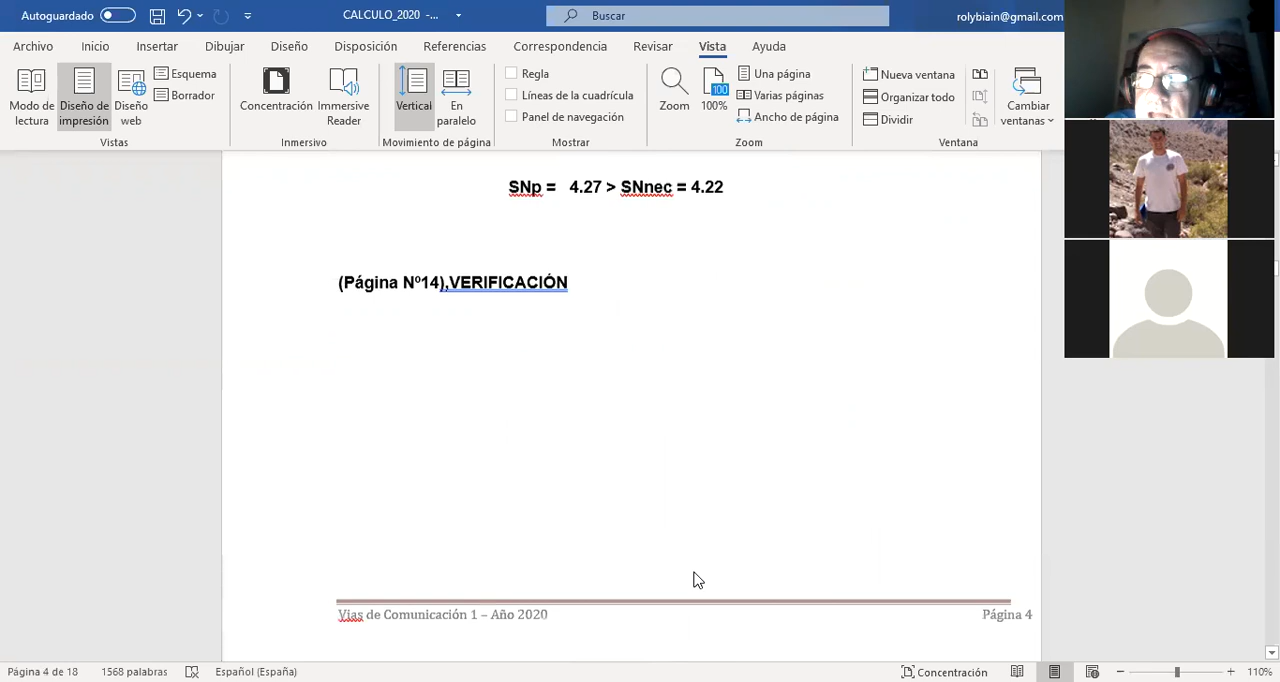 Autoguardado
CALCULO_2020 -...
Buscar
rolybiain@gmail.com
Archivo Inicio Insertar Dibujar Diseño Disposición Referencias Correspondencia Revisar Vista Ayuda
Modo de lectura
Diseño de impresión
Diseño web
Esquema
Borrador
Vistas
Concentración
Immersive Reader
Inmersivo
Vertical
En paralelo
Movimiento de página
Regla
Líneas de la cuadrícula
Panel de navegación
Mostrar
Zoom
100
100%
Una página
Varias páginas
Ancho de página
Zoom
Nueva ventana
Organizar todo
Dividir
Cambiar ventanas
Ventana
SNp = 4.27 > SNnec = 4.22
(Página Nº14),VERIFICACIÓN
Vias de Comunicación 1 – Año 2020
Página 4
Página 4 de 18
1568 palabras
Español (España)
Concentración
110%